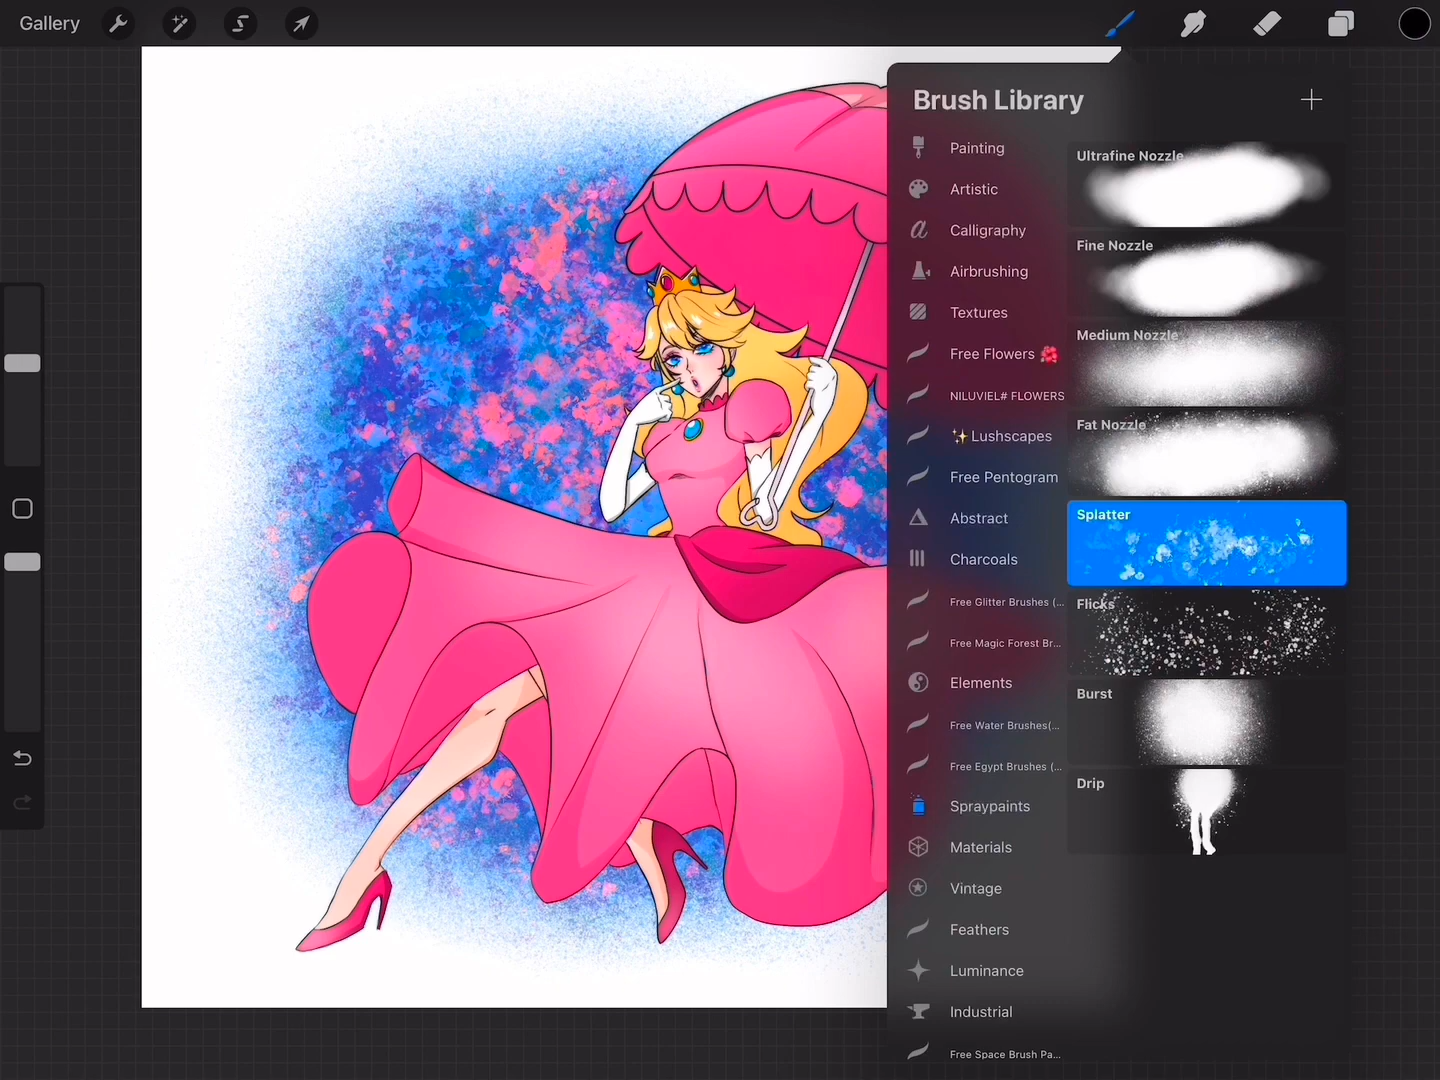 Gallery
Brush Library
Painting
Artistic
Calligraphy
Airbrushing
Textures
Free Flowers 🌺
NILUVIEL# FLOWERS
✨Lushscapes
Free Pentogram
Abstract
Charcoals
Free Glitter Brushes (...
Free Magic Forest Br...
Elements
Free Water Brushes(...
Free Egypt Brushes (...
Spraypaints
Materials
Vintage
Feathers
Luminance
Industrial
Free Space Brush Pa...
Ultrafine Nozzle
Fine Nozzle
Medium Nozzle
Fat Nozzle
Splatter
Flicks
Burst
Drip